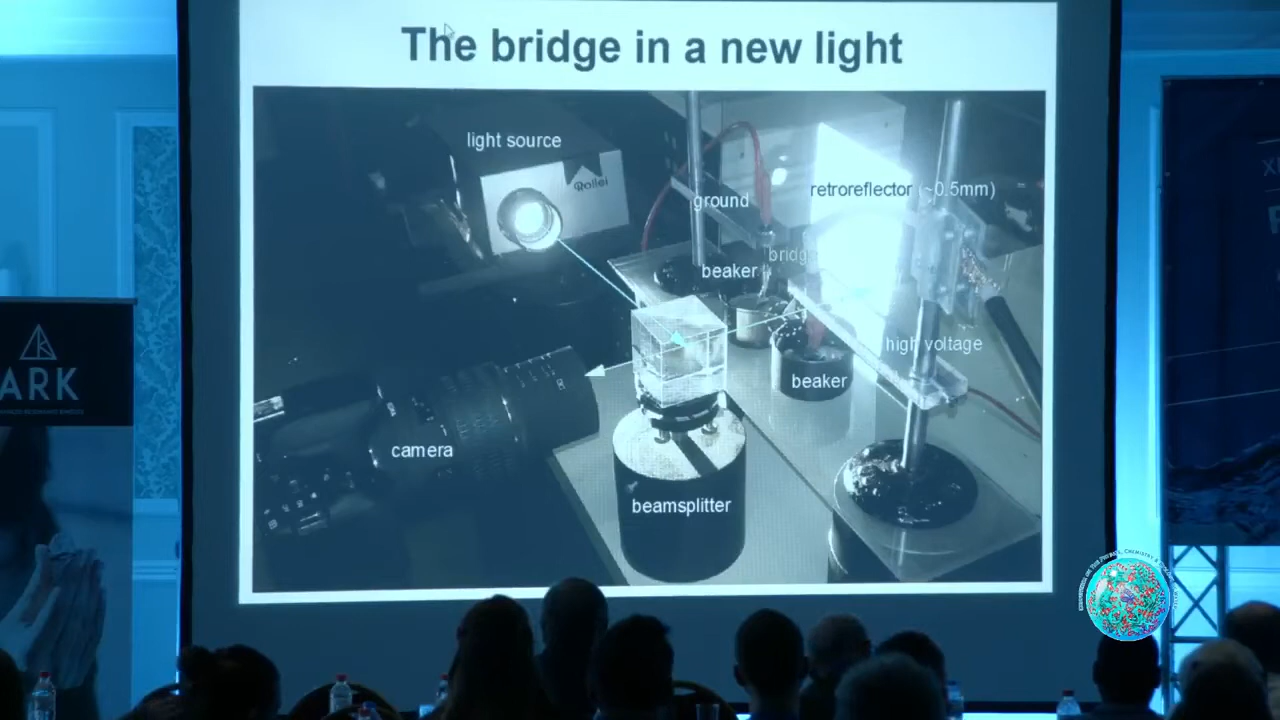 The bridge in a new light
light source
Rollei
ground
retroreflector (~0.5mm)
beaker
high voltage
beaker
camera
beamsplitter
ARK